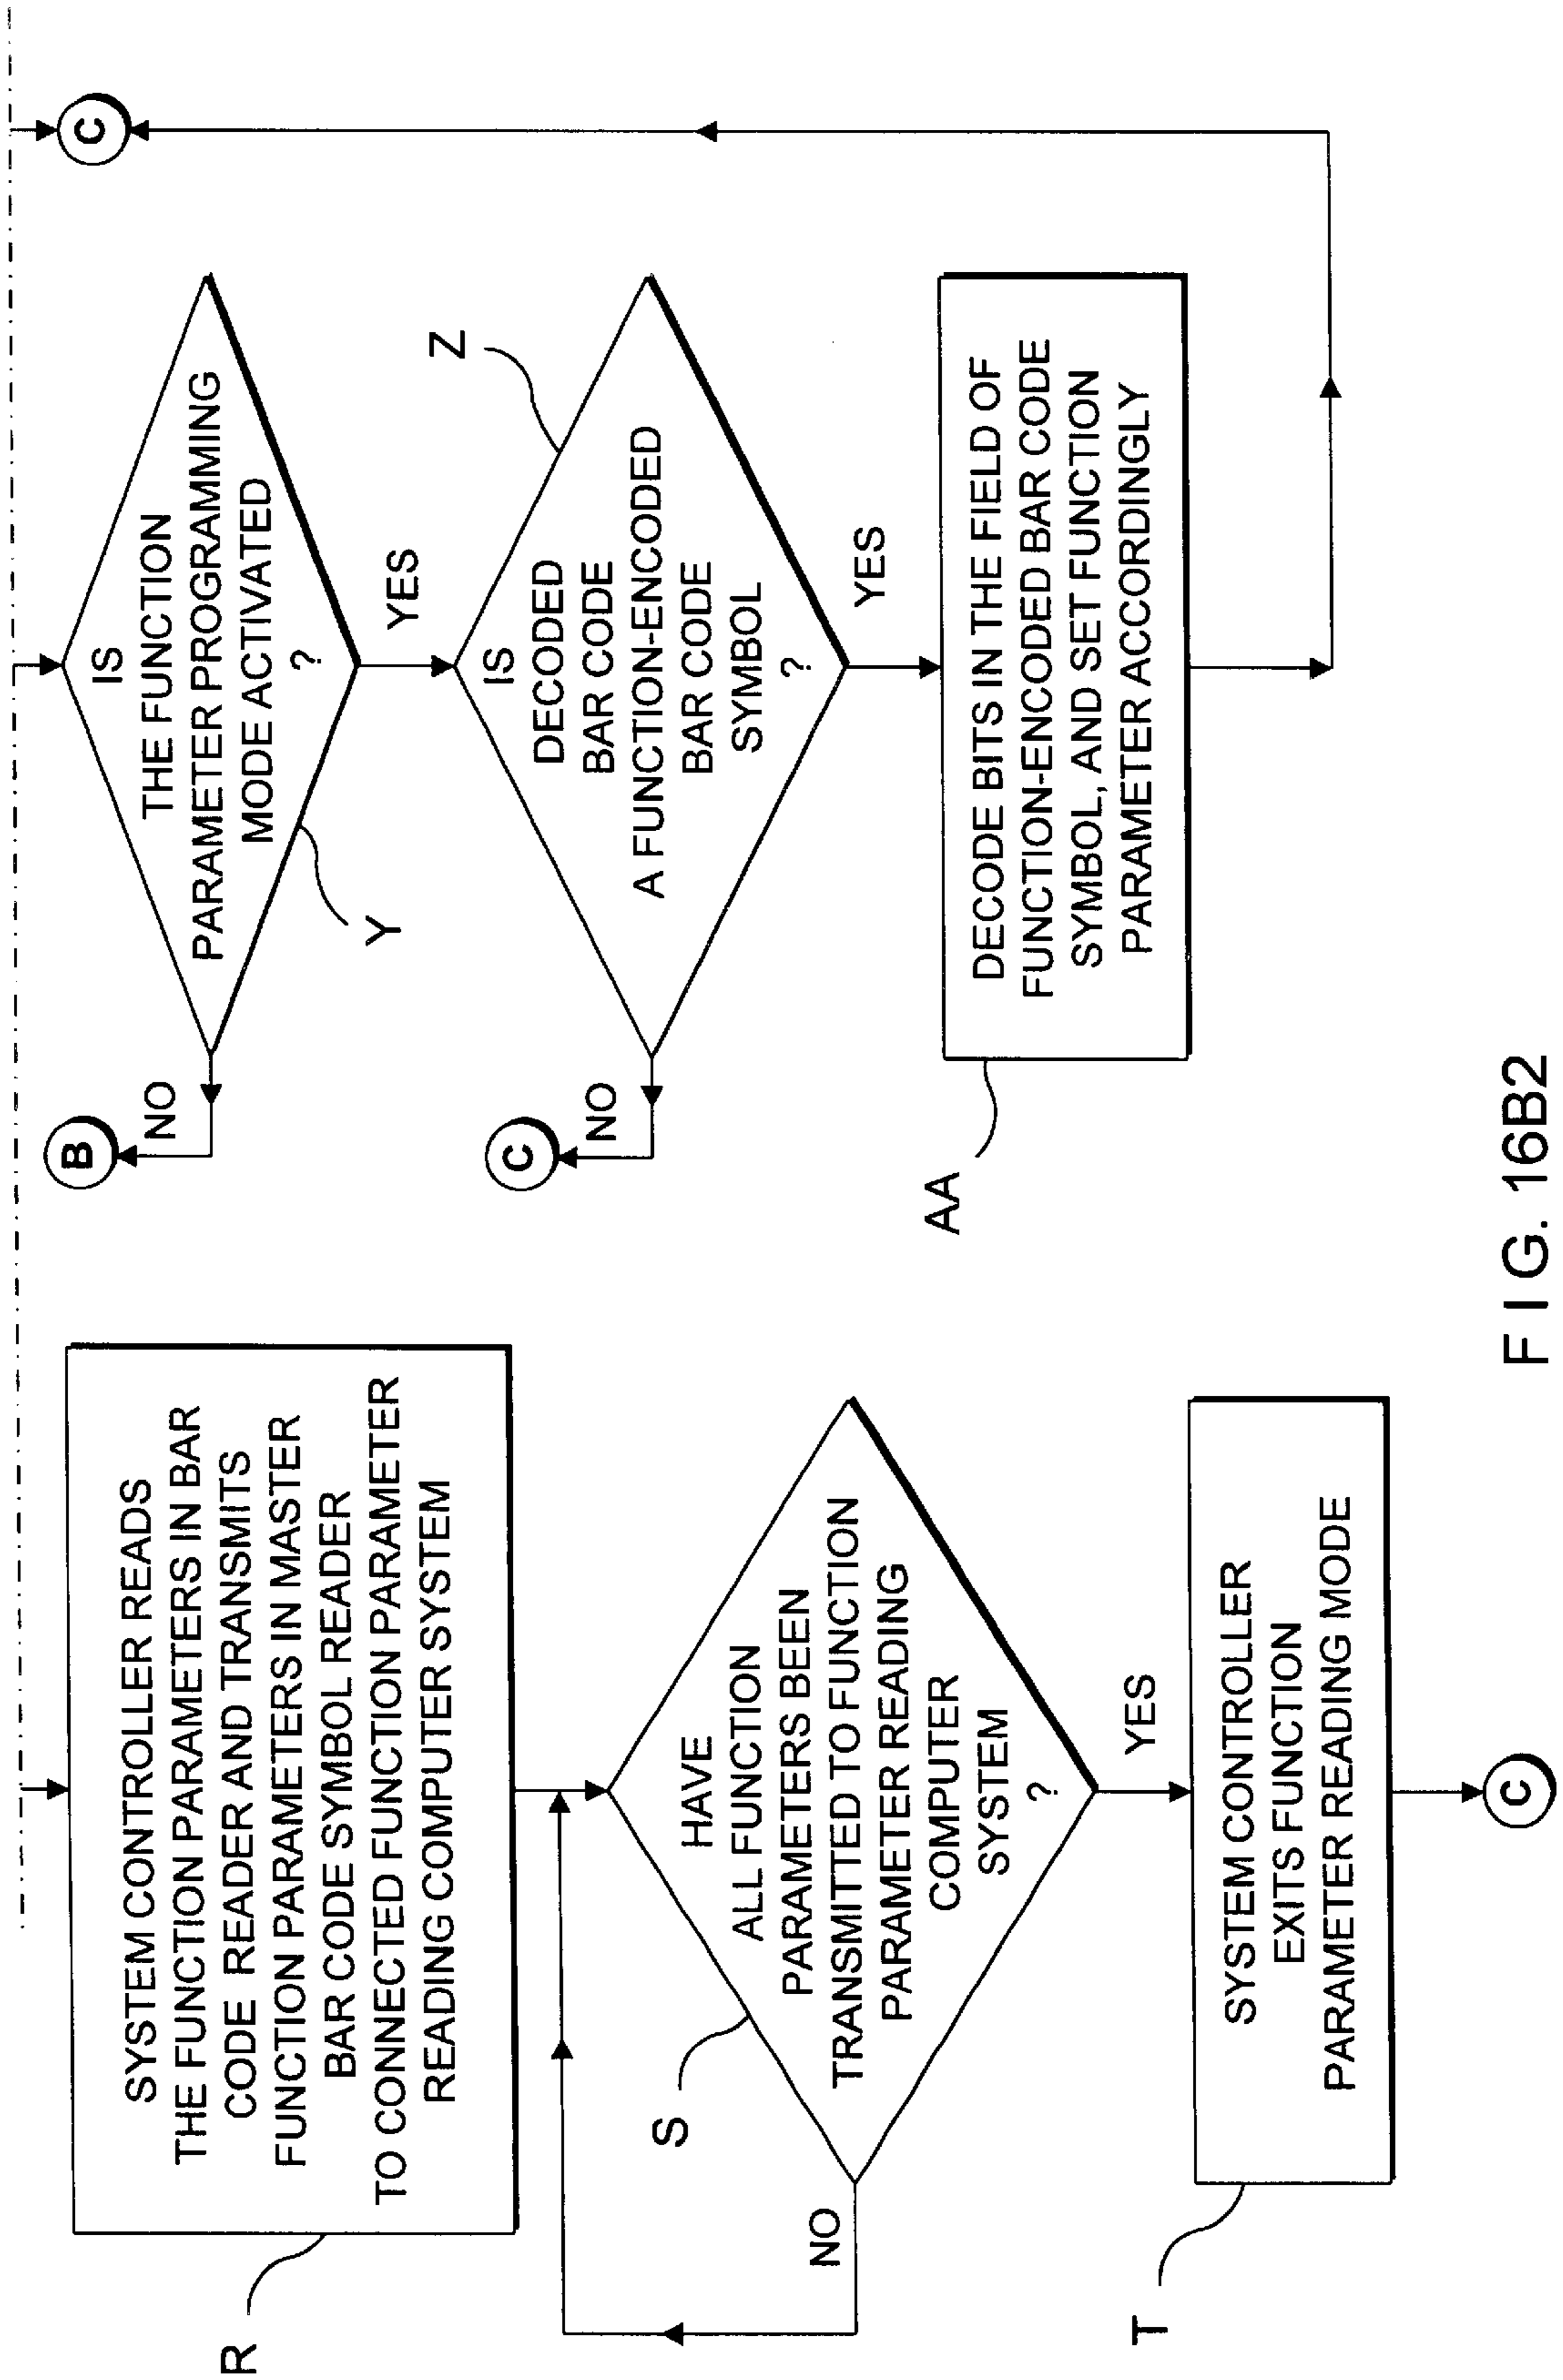 SYSTEM CONTROLLER READS
THE FUNCTION PARAMETERS IN BAR
CODE READER AND TRANSMITS
FUNCTION PARAMETERS IN MASTER
BAR CODE SYMBOL READER
TO CONNECTED FUNCTION PARAMETER
READING COMPUTER SYSTEM
R
HAVE
ALL FUNCTION
PARAMETERS BEEN
TRANSMITTED TO FUNCTION
PARAMETER READING
COMPUTER
SYSTEM
?
S
NO
YES
SYSTEM CONTROLLER
EXITS FUNCTION
PARAMETER READING MODE
T
C
B
NO
IS
THE FUNCTION
PARAMETER PROGRAMMING
MODE ACTIVATED
?
Y
YES
C
NO
IS
DECODED
BAR CODE
A FUNCTION-ENCODED
BAR CODE
SYMBOL
?
Z
YES
DECODE BITS IN THE FIELD OF
FUNCTION-ENCODED BAR CODE
SYMBOL, AND SET FUNCTION
PARAMETER ACCORDINGLY
AA
C
FIG. 16B2